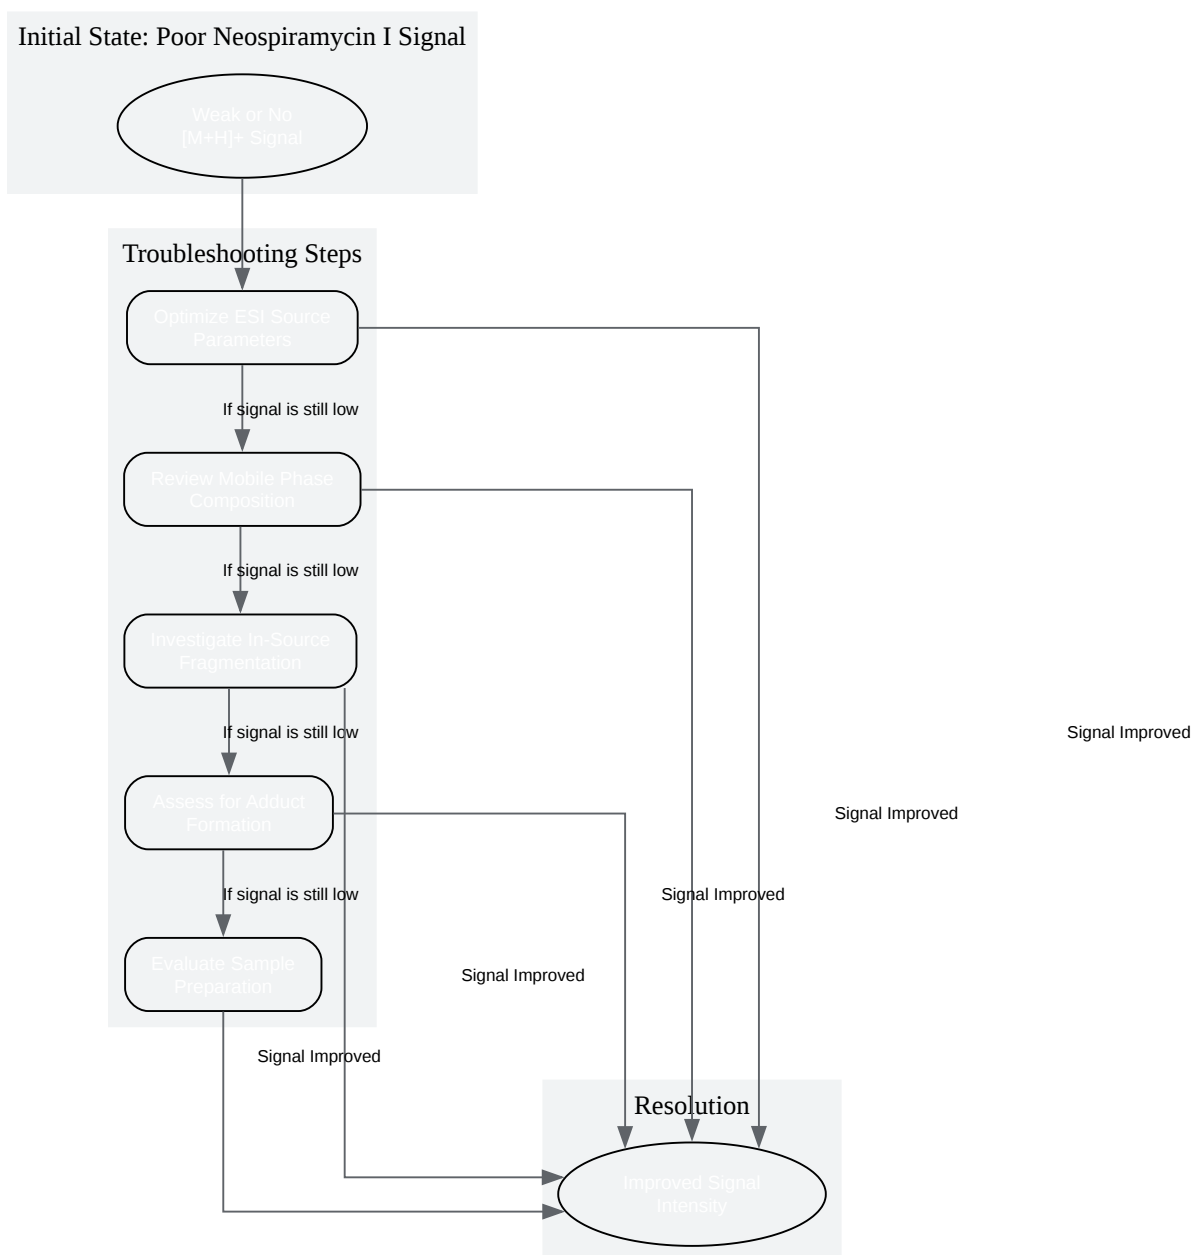 Initial State: Poor Neospiramycin I Signal
Weak or No
[M+H]+ Signal
Troubleshooting Steps
Optimize ESI Source
Parameters
If signal is still low
Review Mobile Phase
Composition
If signal is still low
Investigate In-Source
Fragmentation
If signal is still low
Signal Improved
Assess for Adduct
Formation
Signal Improved
If signal is still low
Signal Improved
Evaluate Sample
Preparation
Signal Improved
Signal Improved
Resolution
Improved Signal
Intensity